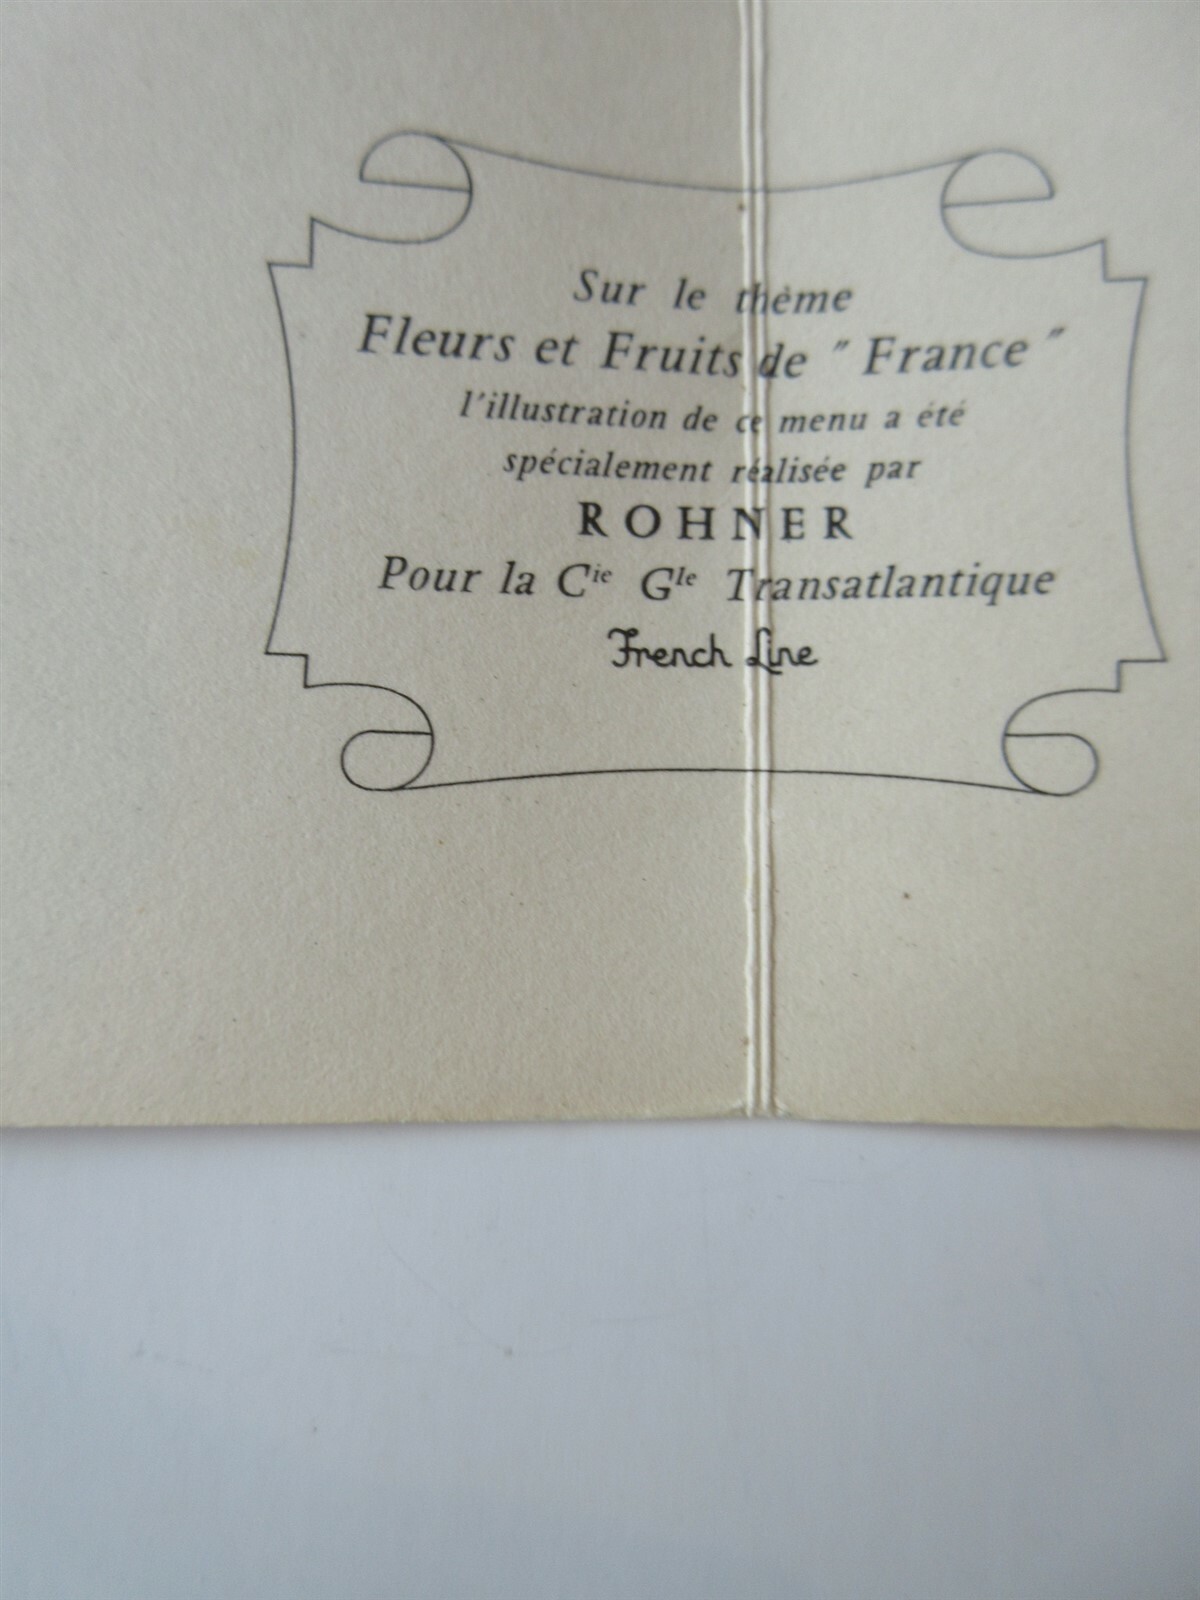 Sur le thème
Fleurs et Fruits de " France "
l'illustration de ce menu a été
spécialement réalisée par
ROHNER
Pour la Cie Gle Transatlantique
French Line